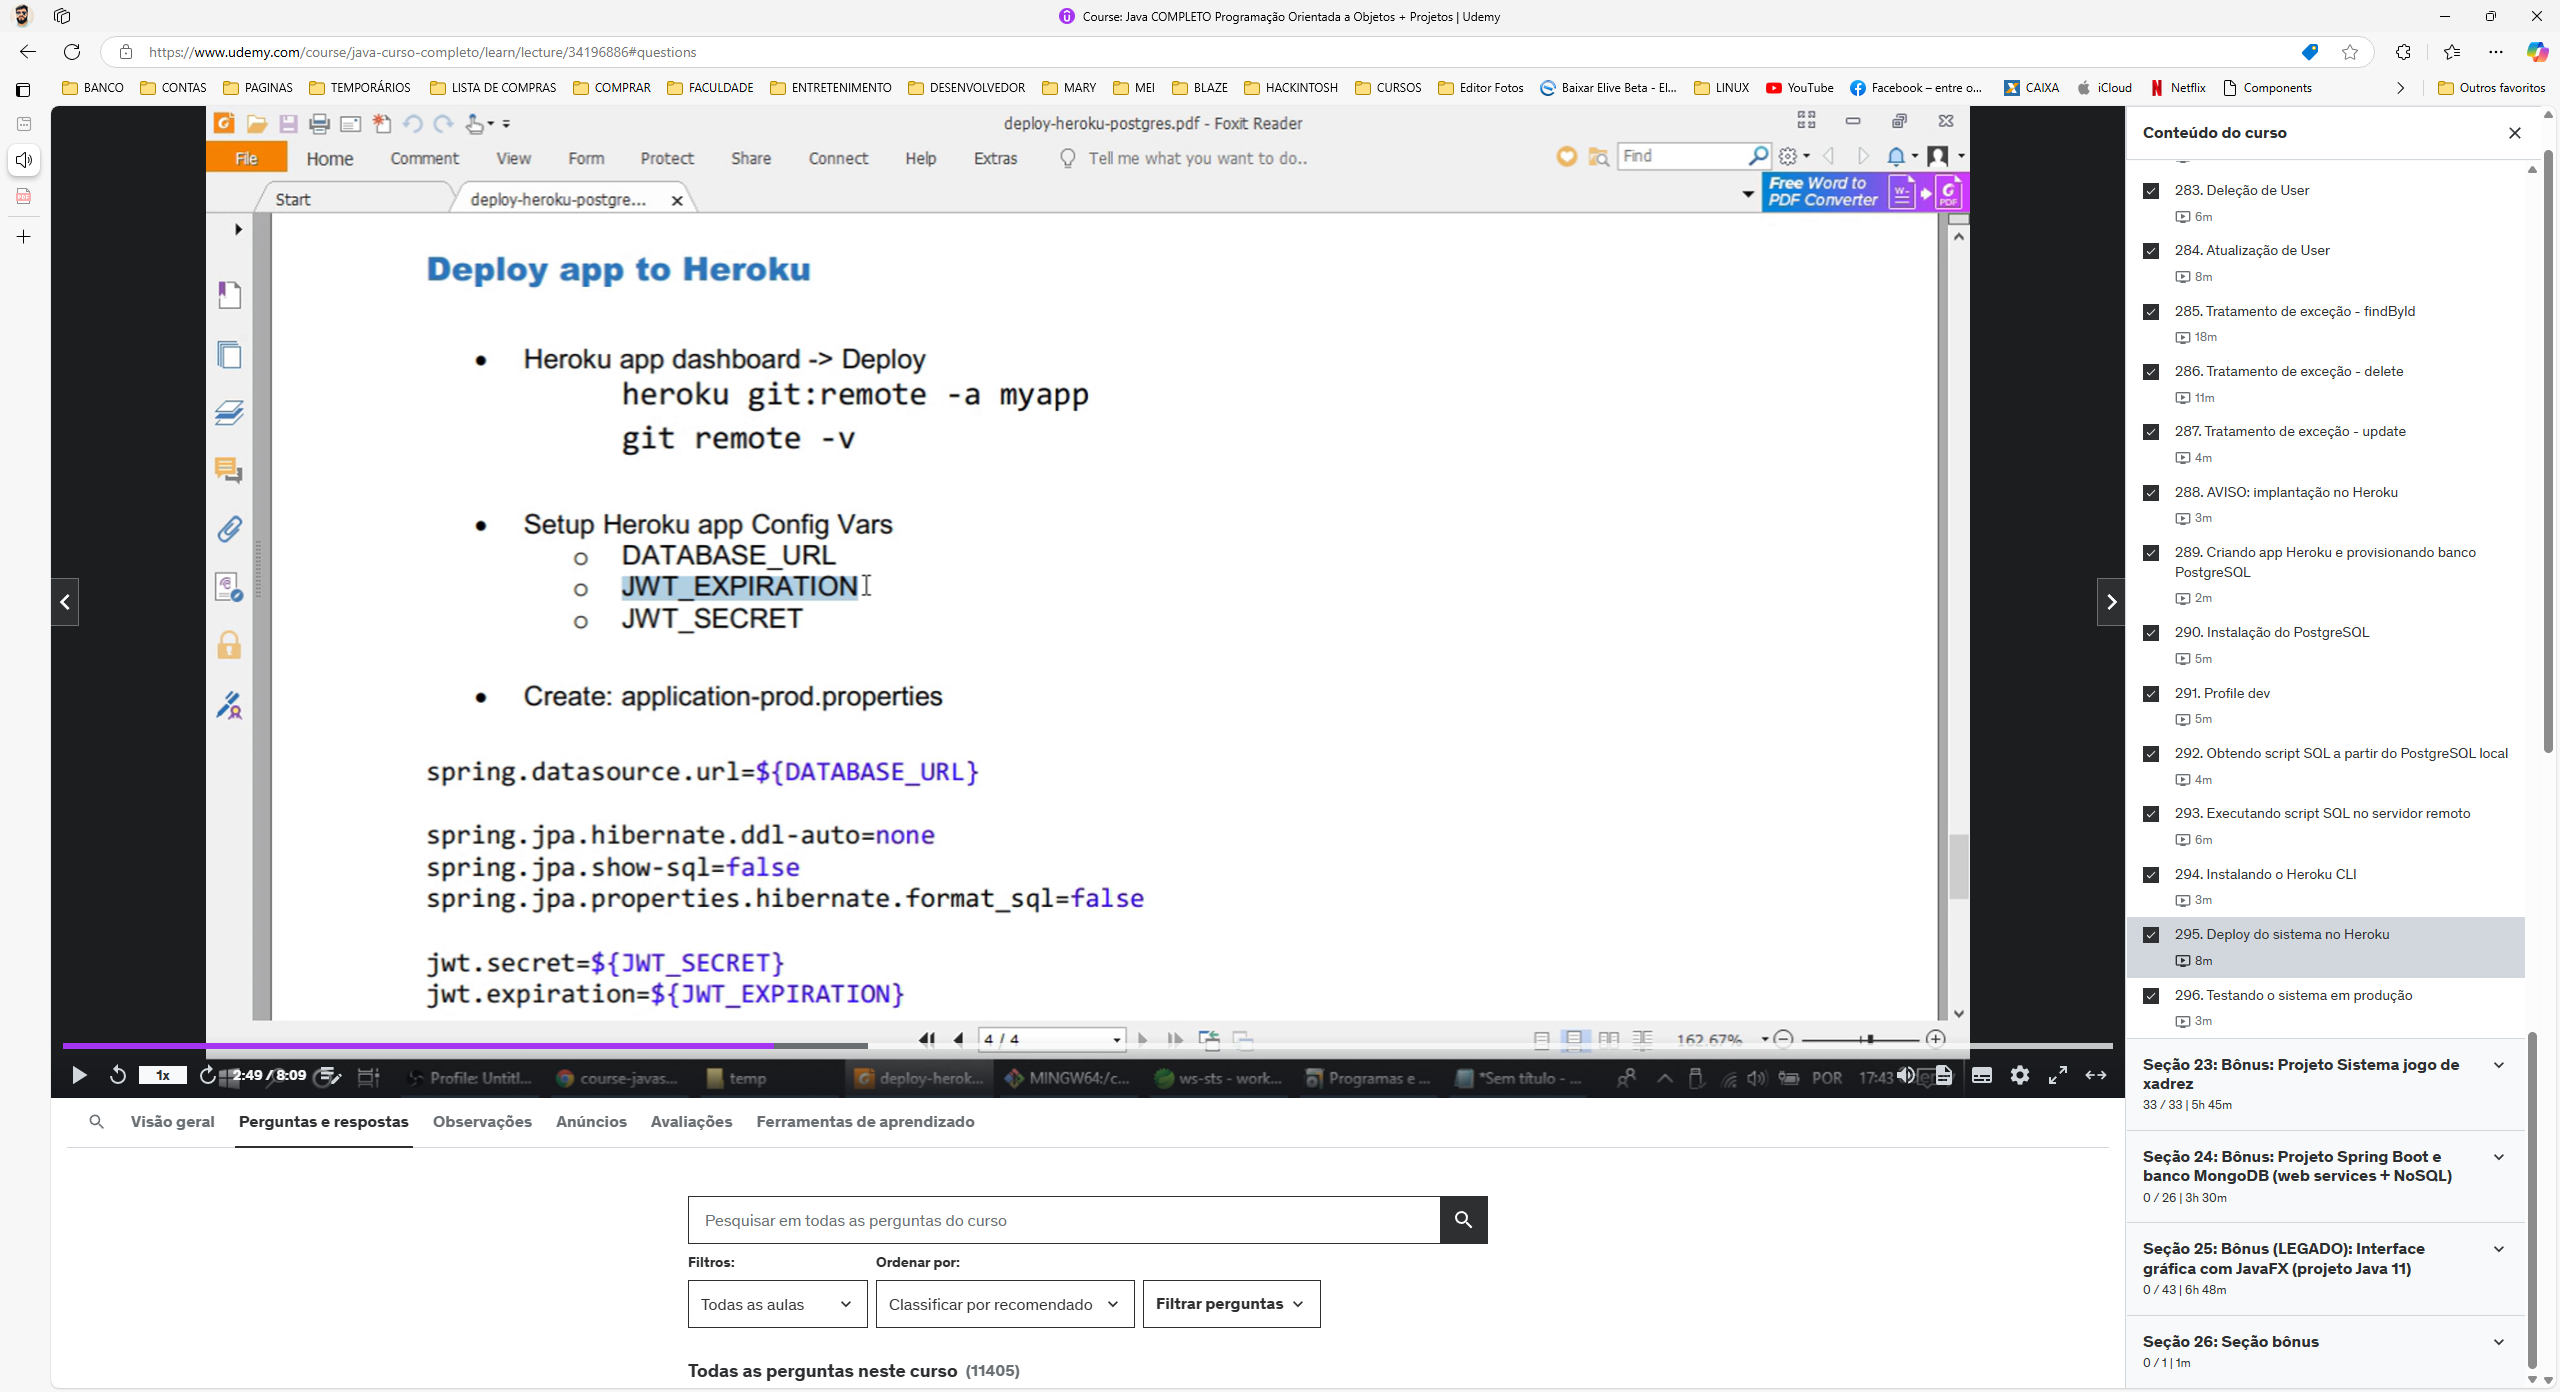 Course: Java COMPLETO Programação Orientada a Objetos + Projetos | Udemy
https://www.udemy.com/course/java-curso-completo/learn/lecture/34196886#questions
BANCO CONTAS PAGINAS TEMPORÁRIOS LISTA DE COMPRAS COMPRAR FACULDADE ENTRETENIMENTO DESENVOLVEDOR MARY MEI BLAZE HACKINTOSH CURSOS Editor Fotos Baixar Elive Beta - El... LINUX YouTube Facebook – entre o... CAIXA iCloud Netflix Components Outros favoritos
deploy-heroku-postgres.pdf - Foxit Reader
File Home Comment View Form Protect Share Connect Help Extras Tell me what you want to do.. Find
Start deploy-heroku-postgre...
Free Word to
PDF Converter
Deploy app to Heroku
• Heroku app dashboard -> Deploy
heroku git:remote -a myapp
git remote -v
• Setup Heroku app Config Vars
o DATABASE_URL
o JWT_EXPIRATION
o JWT_SECRET
• Create: application-prod.properties
spring.datasource.url=${DATABASE_URL}
spring.jpa.hibernate.ddl-auto=none
spring.jpa.show-sql=false
spring.jpa.properties.hibernate.format_sql=false
jwt.secret=${JWT_SECRET}
jwt.expiration=${JWT_EXPIRATION}
4 / 4
162.67%
1x 2:49 / 8:09 Profile: Untitl... course-javas... temp deploy-herok... MINGW64:/c... ws-sts - work... Programas e ... *Sem título - ... POR 17:43
Visão geral Perguntas e respostas Observações Anúncios Avaliações Ferramentas de aprendizado
Pesquisar em todas as perguntas do curso
Filtros: Ordenar por:
Todas as aulas Classificar por recomendado Filtrar perguntas
Todas as perguntas neste curso (11405)
Conteúdo do curso
283. Deleção de User
6m
284. Atualização de User
8m
285. Tratamento de exceção - findById
18m
286. Tratamento de exceção - delete
11m
287. Tratamento de exceção - update
4m
288. AVISO: implantação no Heroku
3m
289. Criando app Heroku e provisionando banco
PostgreSQL
2m
290. Instalação do PostgreSQL
5m
291. Profile dev
5m
292. Obtendo script SQL a partir do PostgreSQL local
4m
293. Executando script SQL no servidor remoto
6m
294. Instalando o Heroku CLI
3m
295. Deploy do sistema no Heroku
8m
296. Testando o sistema em produção
3m
Seção 23: Bônus: Projeto Sistema jogo de
xadrez
33 / 33 | 5h 45m
Seção 24: Bônus: Projeto Spring Boot e
banco MongoDB (web services + NoSQL)
0 / 26 | 3h 30m
Seção 25: Bônus (LEGADO): Interface
gráfica com JavaFX (projeto Java 11)
0 / 43 | 6h 48m
Seção 26: Seção bônus
0 / 1 | 1m